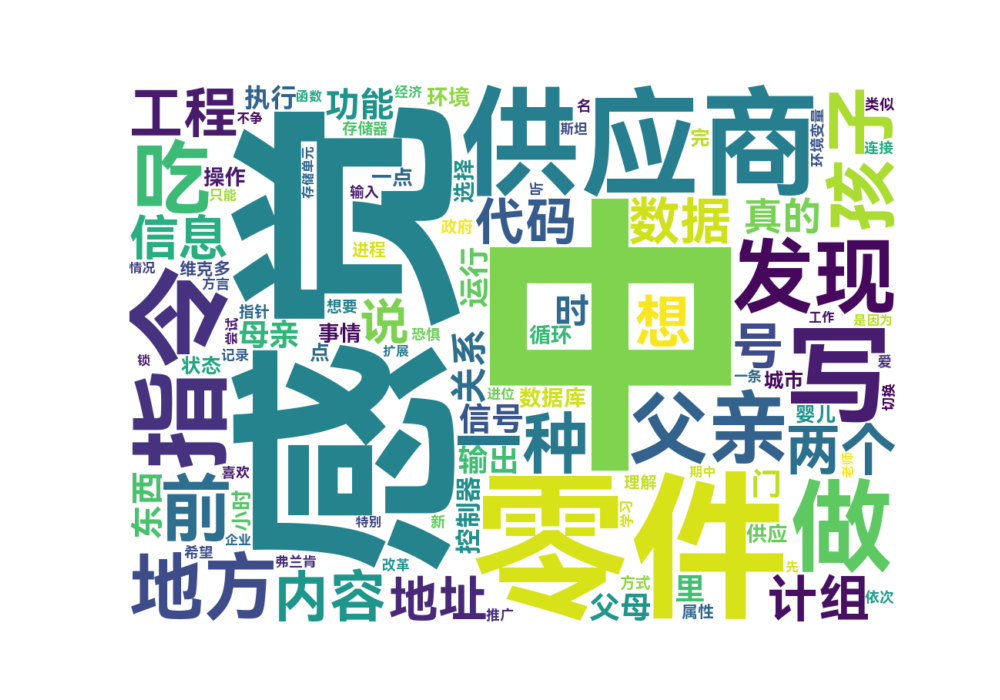 工程
执行
函数
功能
经济
环境
不争
存储器
供应商
名
斯坦
完
环境变量
类似
连接
孩子
吃
操作
只能
存储单元
一点
输入
选择
听
感觉
代码
政府
数据
真的
信息
情况
维克多
方言
进程
中
发现
运行
指令
指针
想要
说
时
想
循环
工作
是因为
尝试
母亲
事情
恐惧
号
写
锁
状态
记录
点
扩展
关系
一条
城市
爱
切换
进位
数据库
父亲
婴儿
信号
种
两个
老师
东西
喜欢
前
小时
输出
控制器
零件
理解
期中
门
做
特别
新
学习
企业
希望
供应
地方
弗兰肯
改革
先
内容
地址
推广
方式
父母
里
属性
计组
依次